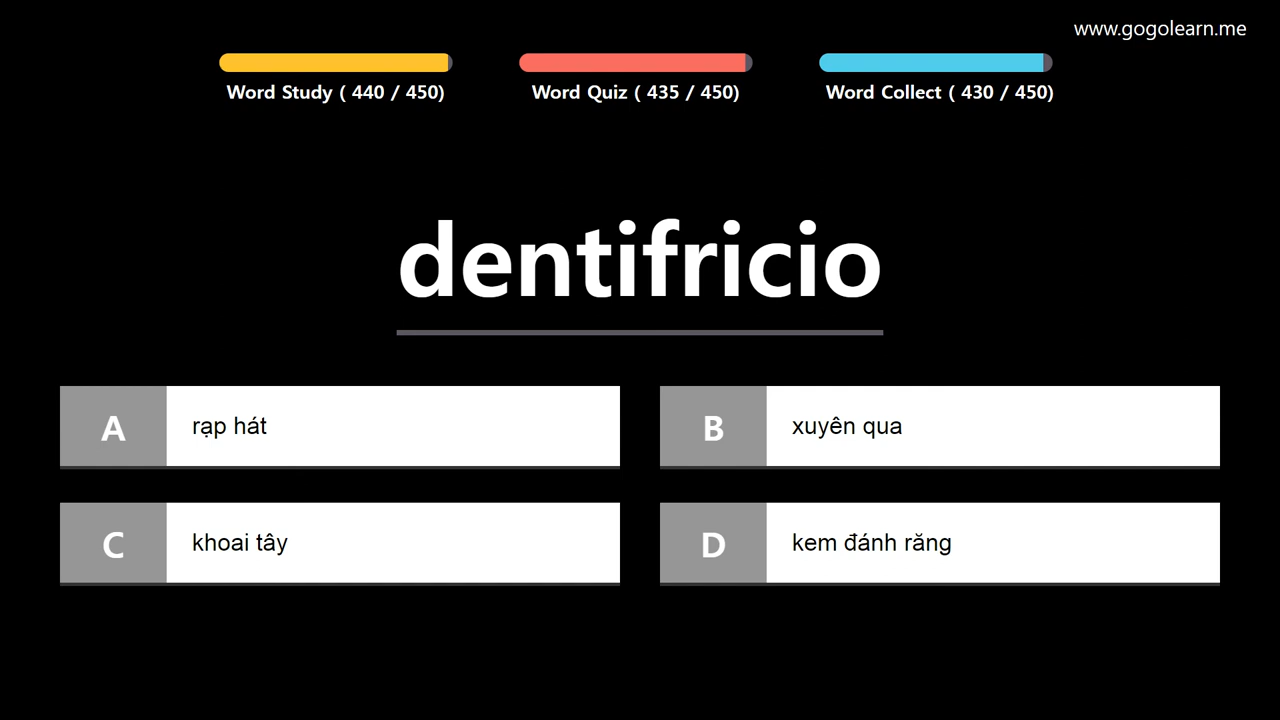 www.gogolearn.me
Word Study ( 440 / 450)
Word Quiz ( 435 / 450)
Word Collect ( 430 / 450)
dentifricio
A
rạp hát
B
xuyên qua
C
khoai tây
D
kem đánh răng